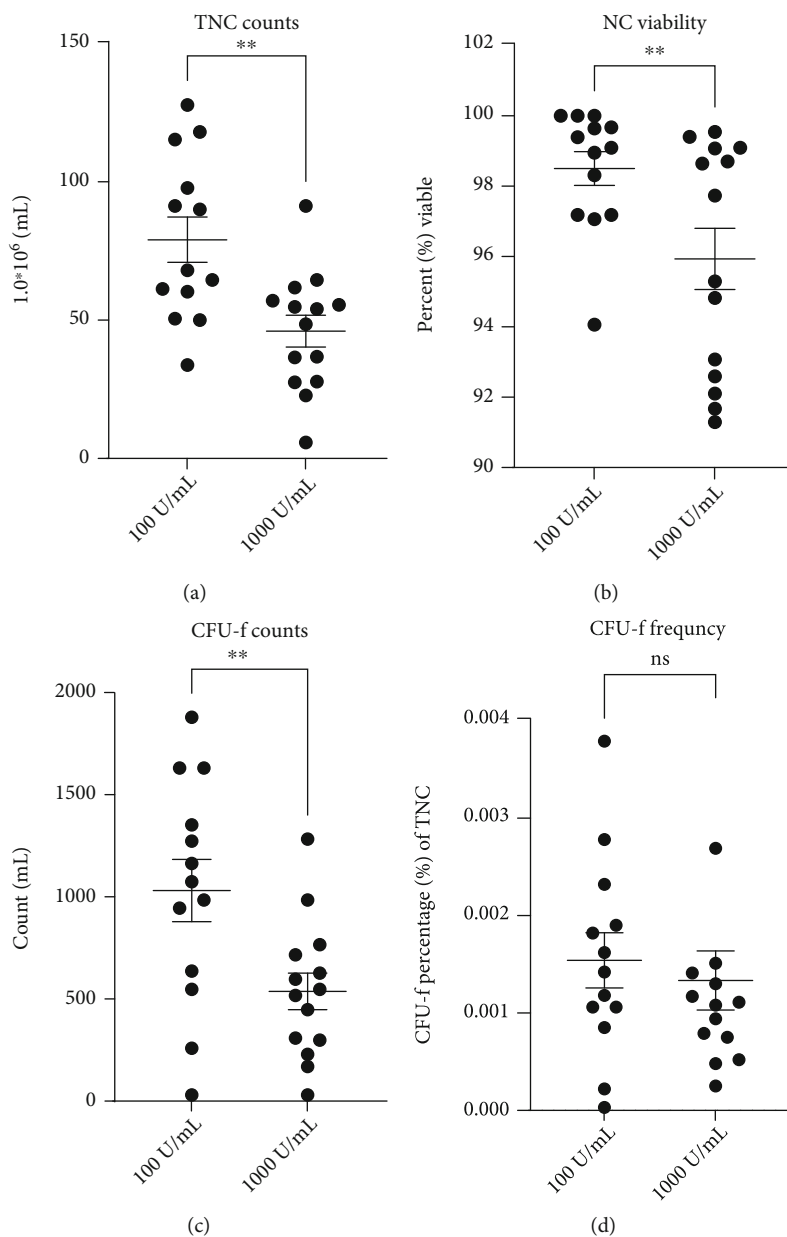 TNC counts
**
150
100
50
0
1.0*10⁶ (mL)
100 U/mL
1000 U/mL
(a)
NC viability
**
102
100
98
96
94
92
90
Percent (%) viable
100 U/mL
1000 U/mL
(b)
CFU-f counts
**
2000
1500
1000
500
0
Count (mL)
100 U/mL
1000 U/mL
(c)
CFU-f frequncy
ns
0.004
0.003
0.002
0.001
0.000
CFU-f percentage (%) of TNC
100 U/mL
1000 U/mL
(d)